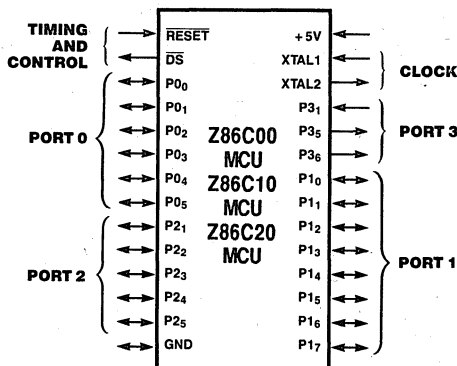 TIMING
AND
CONTROL
PORT 0
PORT 2
RESET
DS
P0₀
P0₁
P0₂
P0₃
P0₄
P0₅
P2₁
P2₂
P2₃
P2₄
P2₅
GND
Z86C00
MCU
Z86C10
MCU
Z86C20
MCU
+5V
XTAL1
XTAL2
P3₁
P3₅
P3₆
P1₀
P1₁
P1₂
P1₃
P1₄
P1₅
P1₆
P1₇
CLOCK
PORT 3
PORT 1